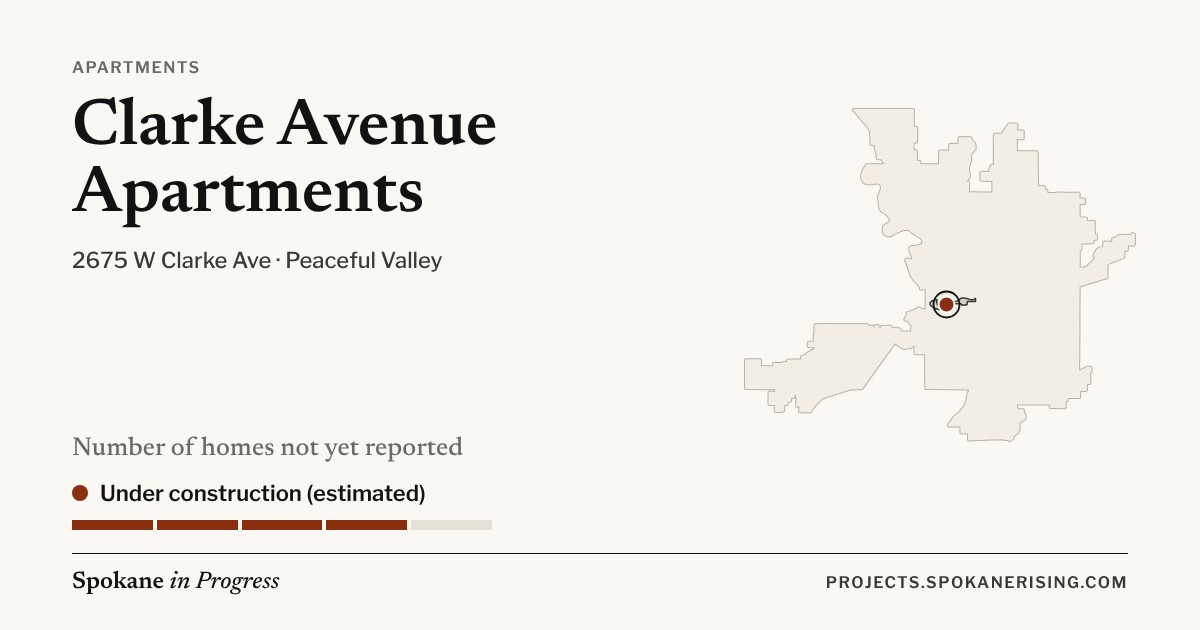 APARTMENTS
Clarke Avenue
Apartments
2675 W Clarke Ave · Peaceful Valley
Number of homes not yet reported
Under construction (estimated)
Spokane in Progress
PROJECTS.SPOKANERISING.COM